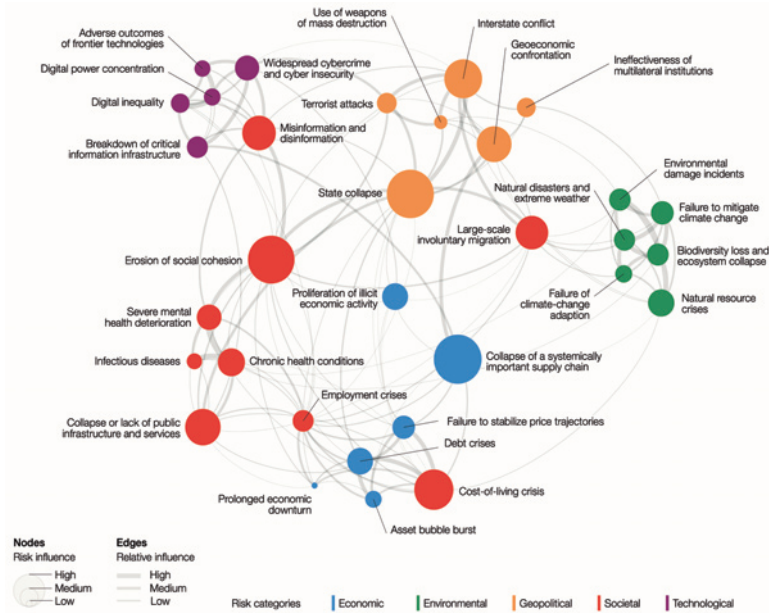 Use of weapons
of mass destruction
Interstate conflict
Adverse outcomes
of frontier technologies
Geoeconomic
confrontation
Digital power concentration
Widespread cybercrime
and cyber insecurity
Ineffectiveness of
multilateral institutions
Digital inequality
Terrorist attacks
Misinformation and
disinformation
Breakdown of critical
information infrastructure
Environmental
damage incidents
State collapse
Natural disasters and
extreme weather
Failure to mitigate
climate change
Large-scale
involuntary migration
Biodiversity loss and
ecosystem collapse
Erosion of social cohesion
Failure of
climate-change
adaption
Natural resource
crises
Proliferation of illicit
economic activity
Severe mental
health deterioration
Infectious diseases
Chronic health conditions
Collapse of a systemically
important supply chain
Employment crises
Collapse or lack of public
infrastructure and services
Failure to stabilize price trajectories
Debt crises
Prolonged economic
downturn
Cost-of-living crisis
Asset bubble burst
Nodes
Risk influence
High
Medium
Low
Edges
Relative influence
High
Medium
Low
Risk categories
Economic
Environmental
Geopolitical
Societal
Technological